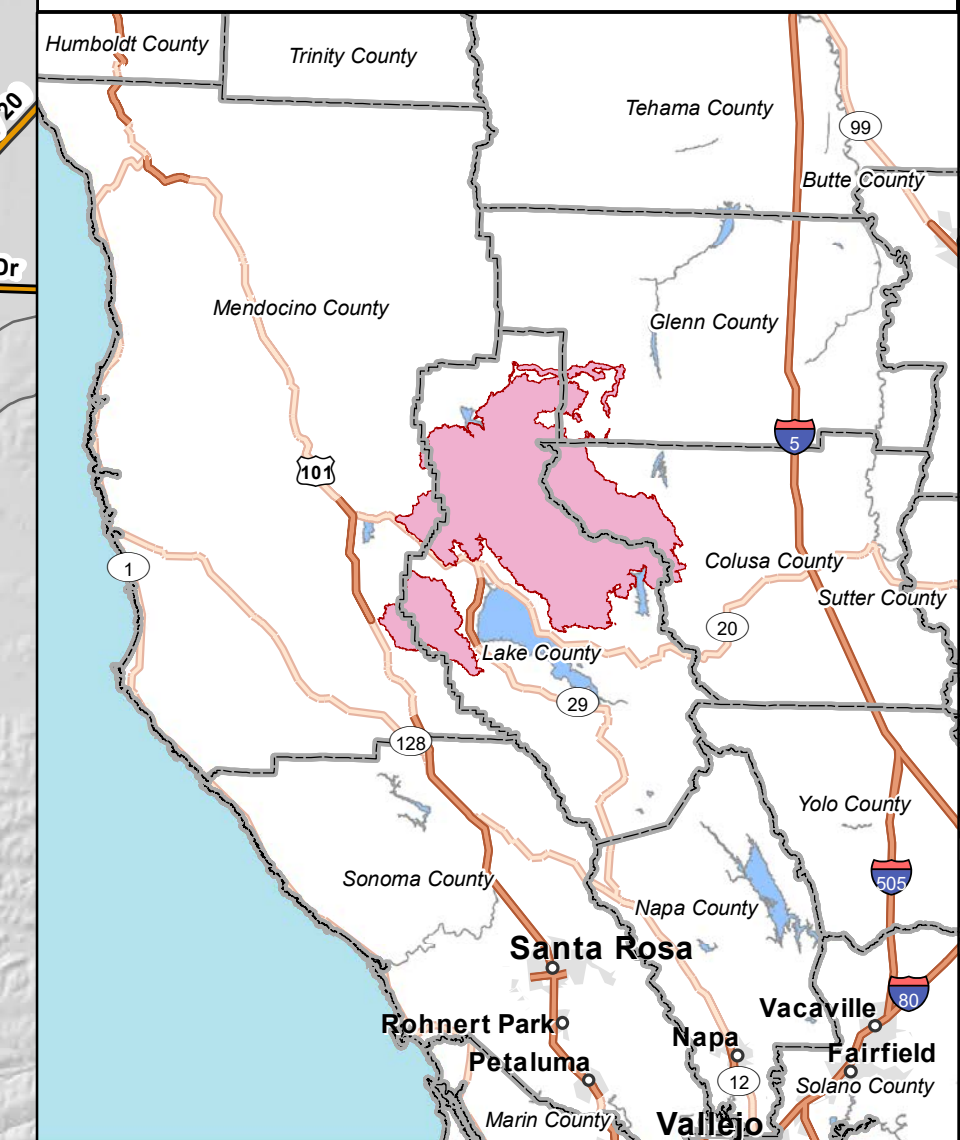 Humboldt County
Trinity County
20
Tehama County
99
Butte County
Dr
Mendocino County
Glenn County
5
101
1
Colusa County
Sutter County
20
Lake County
29
128
Yolo County
505
Sonoma County
Napa County
Santa Rosa
80
Vacaville
Rohnert Park
Napa
Fairfield
Petaluma
12
Solano County
Marin County
Vallejo